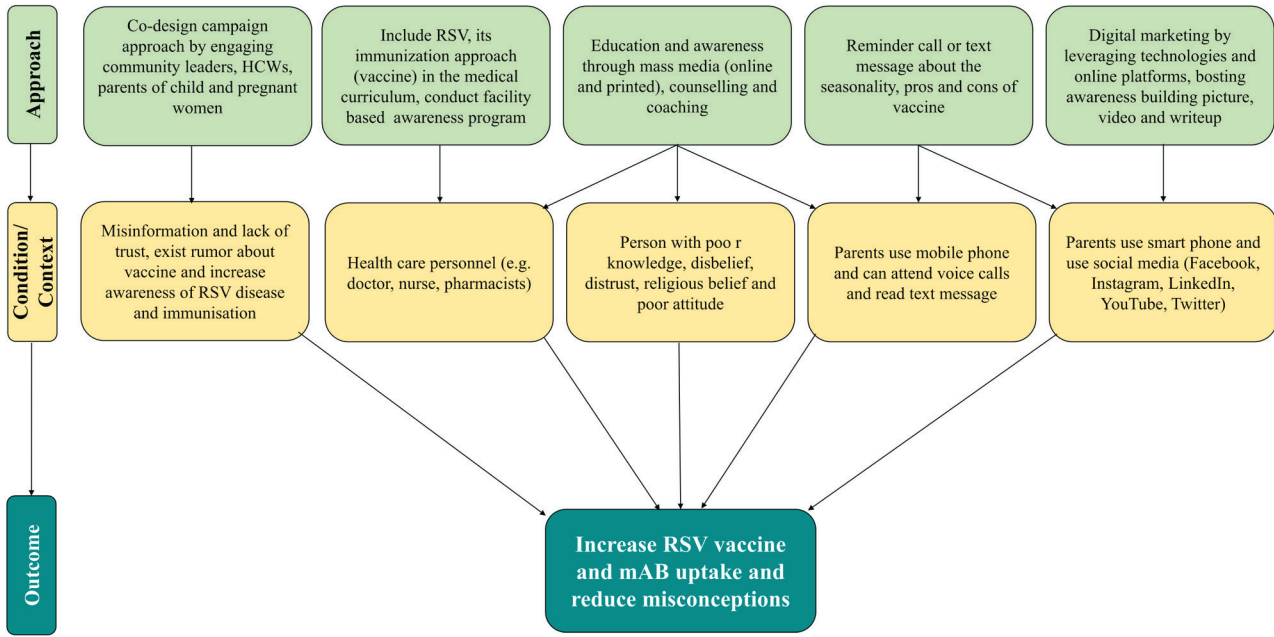 Approach
Co-design campaign
approach by engaging
community leaders, HCWs,
parents of child and pregnant
women
Include RSV, its
immunization approach
(vaccine) in the medical
curriculum, conduct facility
based awareness program
Education and awareness
through mass media (online
and printed), counselling and
coaching
Reminder call or text
message about the
seasonality, pros and cons of
vaccine
Digital marketing by
leveraging technologies and
online platforms, bosting
awareness building picture,
video and writeup
Condition/
Context
Misinformation and lack of
trust, exist rumor about
vaccine and increase
awareness of RSV disease
and immunisation
Health care personnel (e.g.
doctor, nurse, pharmacists)
Person with poo r
knowledge, disbelief,
distrust, religious belief and
poor attitude
Parents use mobile phone
and can attend voice calls
and read text message
Parents use smart phone and
use social media (Facebook,
Instagram, LinkedIn,
YouTube, Twitter)
Outcome
Increase RSV vaccine
and mAB uptake and
reduce misconceptions